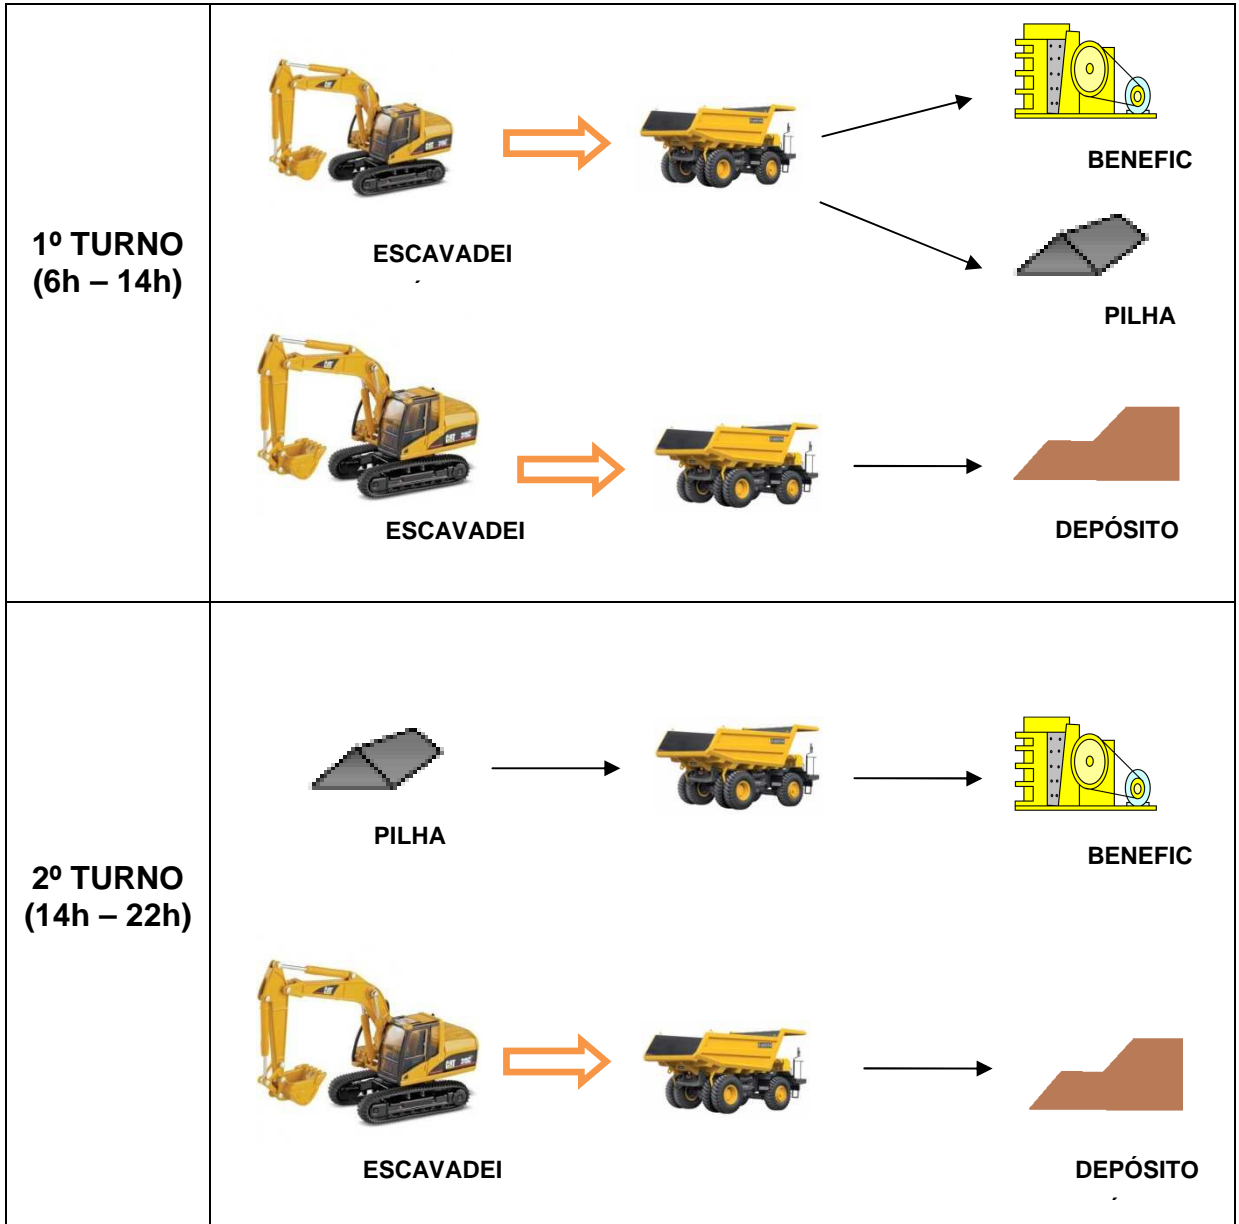 1º TURNO
(6h – 14h)
ESCAVADEI
BENEFIC
PILHA
ESCAVADEI
DEPÓSITO
2º TURNO
(14h – 22h)
PILHA
BENEFIC
ESCAVADEI
DEPÓSITO